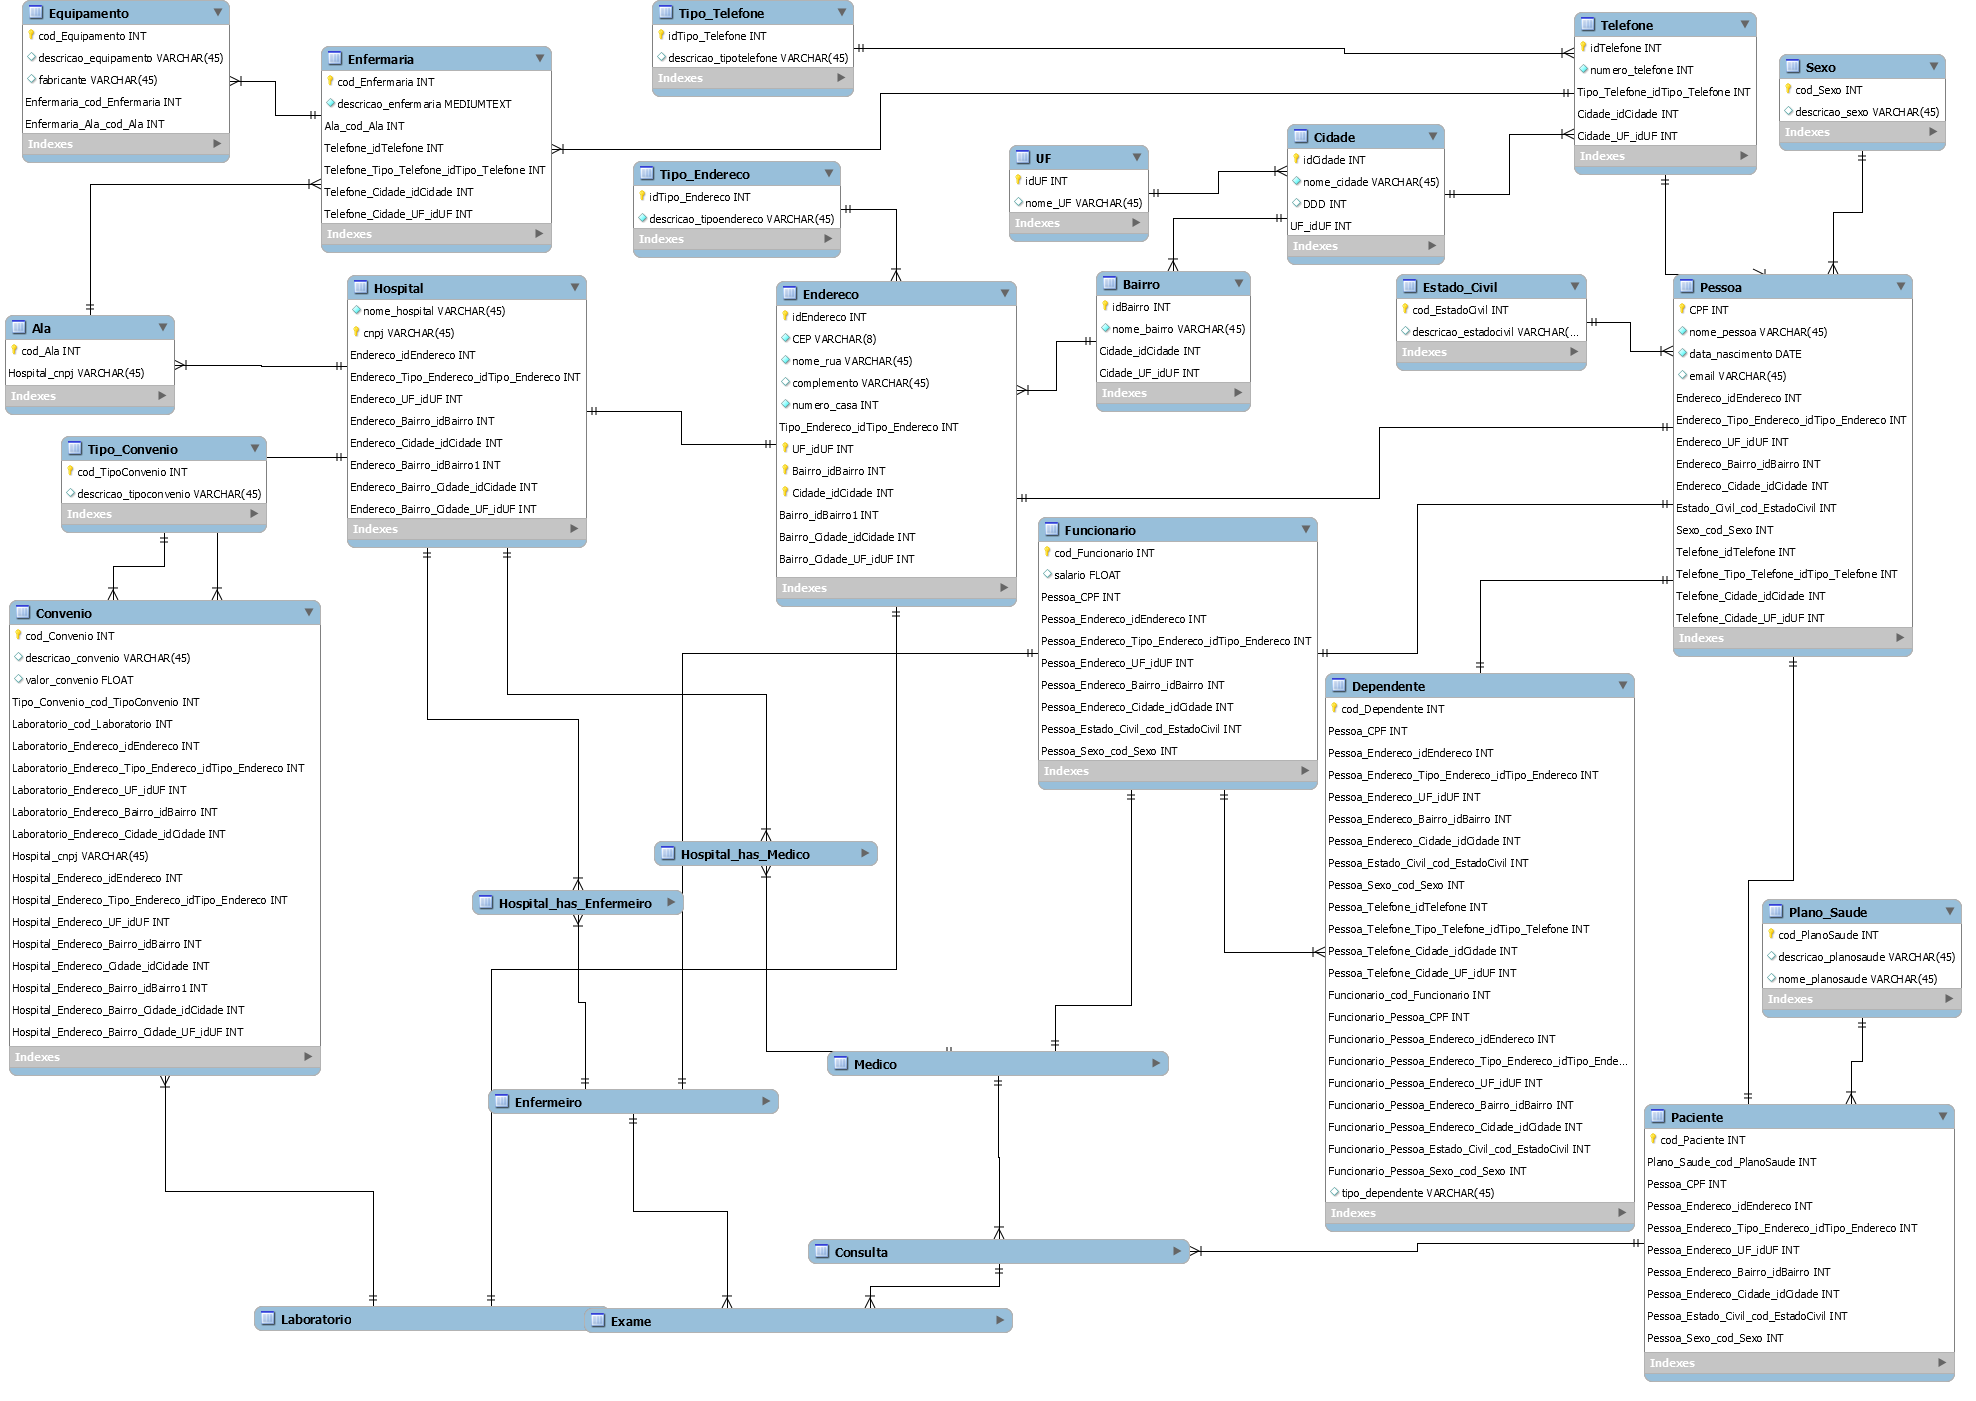 Equipamento
cod_Equipamento INT
descricao_equipamento VARCHAR(45)
fabricante VARCHAR(45)
Enfermaria_cod_Enfermaria INT
Enfermaria_Ala_cod_Ala INT
Indexes
Enfermaria
cod_Enfermaria INT
descricao_enfermaria MEDIUMTEXT
Ala_cod_Ala INT
Telefone_idTelefone INT
Telefone_Tipo_Telefone_idTipo_Telefone INT
Telefone_Cidade_idCidade INT
Telefone_Cidade_UF_idUF INT
Indexes
Tipo_Telefone
idTipo_Telefone INT
descricao_tipotelefone VARCHAR(45)
Indexes
Telefone
idTelefone INT
numero_telefone INT
Tipo_Telefone_idTipo_Telefone INT
Cidade_idCidade INT
Cidade_UF_idUF INT
Indexes
Sexo
cod_Sexo INT
descricao_sexo VARCHAR(45)
Indexes
Tipo_Endereco
idTipo_Endereco INT
descricao_tipoendereco VARCHAR(45)
Indexes
UF
idUF INT
nome_UF VARCHAR(45)
Indexes
Cidade
idCidade INT
nome_cidade VARCHAR(45)
DDD INT
UF_idUF INT
Indexes
Ala
cod_Ala INT
Hospital_cnpj VARCHAR(45)
Indexes
Hospital
nome_hospital VARCHAR(45)
cnpj VARCHAR(45)
Endereco_idEndereco INT
Endereco_Tipo_Endereco_idTipo_Endereco INT
Endereco_UF_idUF INT
Endereco_Bairro_idBairro INT
Endereco_Cidade_idCidade INT
Endereco_Bairro_idBairro1 INT
Endereco_Bairro_Cidade_idCidade INT
Endereco_Bairro_Cidade_UF_idUF INT
Indexes
Endereco
idEndereco INT
CEP VARCHAR(8)
nome_rua VARCHAR(45)
complemento VARCHAR(45)
numero_casa INT
Tipo_Endereco_idTipo_Endereco INT
UF_idUF INT
Bairro_idBairro INT
Cidade_idCidade INT
Bairro_idBairro1 INT
Bairro_Cidade_idCidade INT
Bairro_Cidade_UF_idUF INT
Indexes
Bairro
idBairro INT
nome_bairro VARCHAR(45)
Cidade_idCidade INT
Cidade_UF_idUF INT
Indexes
Estado_Civil
cod_EstadoCivil INT
descricao_estadocivil VARCHAR(...
Indexes
Pessoa
CPF INT
nome_pessoa VARCHAR(45)
data_nascimento DATE
email VARCHAR(45)
Endereco_idEndereco INT
Endereco_Tipo_Endereco_idTipo_Endereco INT
Endereco_UF_idUF INT
Endereco_Bairro_idBairro INT
Endereco_Cidade_idCidade INT
Estado_Civil_cod_EstadoCivil INT
Sexo_cod_Sexo INT
Telefone_idTelefone INT
Telefone_Tipo_Telefone_idTipo_Telefone INT
Telefone_Cidade_idCidade INT
Telefone_Cidade_UF_idUF INT
Indexes
Tipo_Convenio
cod_TipoConvenio INT
descricao_tipoconvenio VARCHAR(45)
Indexes
Convenio
cod_Convenio INT
descricao_convenio VARCHAR(45)
valor_convenio FLOAT
Tipo_Convenio_cod_TipoConvenio INT
Laboratorio_cod_Laboratorio INT
Laboratorio_Endereco_idEndereco INT
Laboratorio_Endereco_Tipo_Endereco_idTipo_Endereco INT
Laboratorio_Endereco_UF_idUF INT
Laboratorio_Endereco_Bairro_idBairro INT
Laboratorio_Endereco_Cidade_idCidade INT
Hospital_cnpj VARCHAR(45)
Hospital_Endereco_idEndereco INT
Hospital_Endereco_Tipo_Endereco_idTipo_Endereco INT
Hospital_Endereco_UF_idUF INT
Hospital_Endereco_Bairro_idBairro INT
Hospital_Endereco_Cidade_idCidade INT
Hospital_Endereco_Bairro_idBairro1 INT
Hospital_Endereco_Bairro_Cidade_idCidade INT
Hospital_Endereco_Bairro_Cidade_UF_idUF INT
Indexes
Funcionario
cod_Funcionario INT
salario FLOAT
Pessoa_CPF INT
Pessoa_Endereco_idEndereco INT
Pessoa_Endereco_Tipo_Endereco_idTipo_Endereco INT
Pessoa_Endereco_UF_idUF INT
Pessoa_Endereco_Bairro_idBairro INT
Pessoa_Endereco_Cidade_idCidade INT
Pessoa_Estado_Civil_cod_EstadoCivil INT
Pessoa_Sexo_cod_Sexo INT
Indexes
Dependente
cod_Dependente INT
Pessoa_CPF INT
Pessoa_Endereco_idEndereco INT
Pessoa_Endereco_Tipo_Endereco_idTipo_Endereco INT
Pessoa_Endereco_UF_idUF INT
Pessoa_Endereco_Bairro_idBairro INT
Pessoa_Endereco_Cidade_idCidade INT
Pessoa_Estado_Civil_cod_EstadoCivil INT
Pessoa_Sexo_cod_Sexo INT
Pessoa_Telefone_idTelefone INT
Pessoa_Telefone_Tipo_Telefone_idTipo_Telefone INT
Pessoa_Telefone_Cidade_idCidade INT
Pessoa_Telefone_Cidade_UF_idUF INT
Funcionario_cod_Funcionario INT
Funcionario_Pessoa_CPF INT
Funcionario_Pessoa_Endereco_idEndereco INT
Funcionario_Pessoa_Endereco_Tipo_Endereco_idTipo_Ende...
Funcionario_Pessoa_Endereco_UF_idUF INT
Funcionario_Pessoa_Endereco_Bairro_idBairro INT
Funcionario_Pessoa_Endereco_Cidade_idCidade INT
Funcionario_Pessoa_Estado_Civil_cod_EstadoCivil INT
Funcionario_Pessoa_Sexo_cod_Sexo INT
tipo_dependente VARCHAR(45)
Indexes
Hospital_has_Medico
Hospital_has_Enfermeiro
Plano_Saude
cod_PlanoSaude INT
descricao_planosaude VARCHAR(45)
nome_planosaude VARCHAR(45)
Indexes
Medico
Enfermeiro
Paciente
cod_Paciente INT
Plano_Saude_cod_PlanoSaude INT
Pessoa_CPF INT
Pessoa_Endereco_idEndereco INT
Pessoa_Endereco_Tipo_Endereco_idTipo_Endereco INT
Pessoa_Endereco_UF_idUF INT
Pessoa_Endereco_Bairro_idBairro INT
Pessoa_Endereco_Cidade_idCidade INT
Pessoa_Estado_Civil_cod_EstadoCivil INT
Pessoa_Sexo_cod_Sexo INT
Indexes
Consulta
Laboratorio
Exame